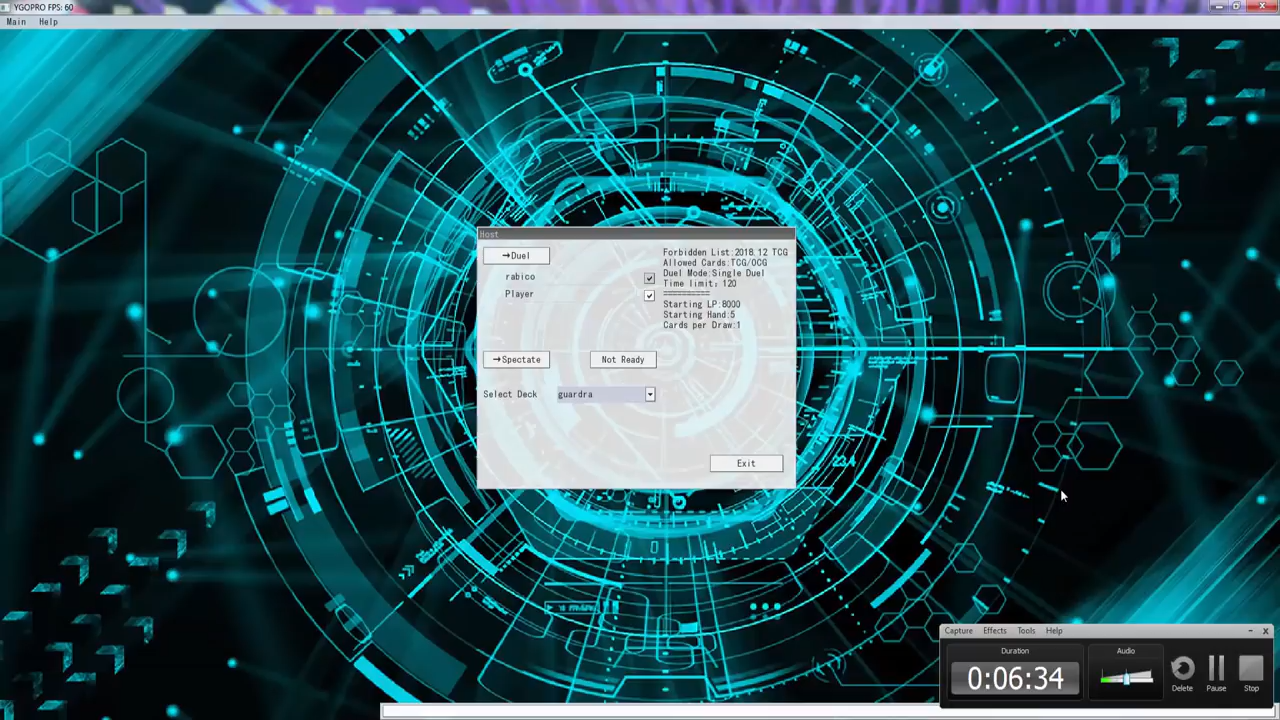 YGOPRO FPS: 60
Main Help
Host
→Duel
rabico
Player
Forbidden List:2018.12 TCG
Allowed Cards:TCG/OCG
Duel Mode:Single Duel
Time limit: 120
==========
Starting LP:8000
Starting Hand:5
Cards per Draw:1
→Spectate
Not Ready
Select Deck
guardra
Exit
23.4
Capture Effects Tools Help
Duration
0:06:34
Audio
Delete
Pause
Stop